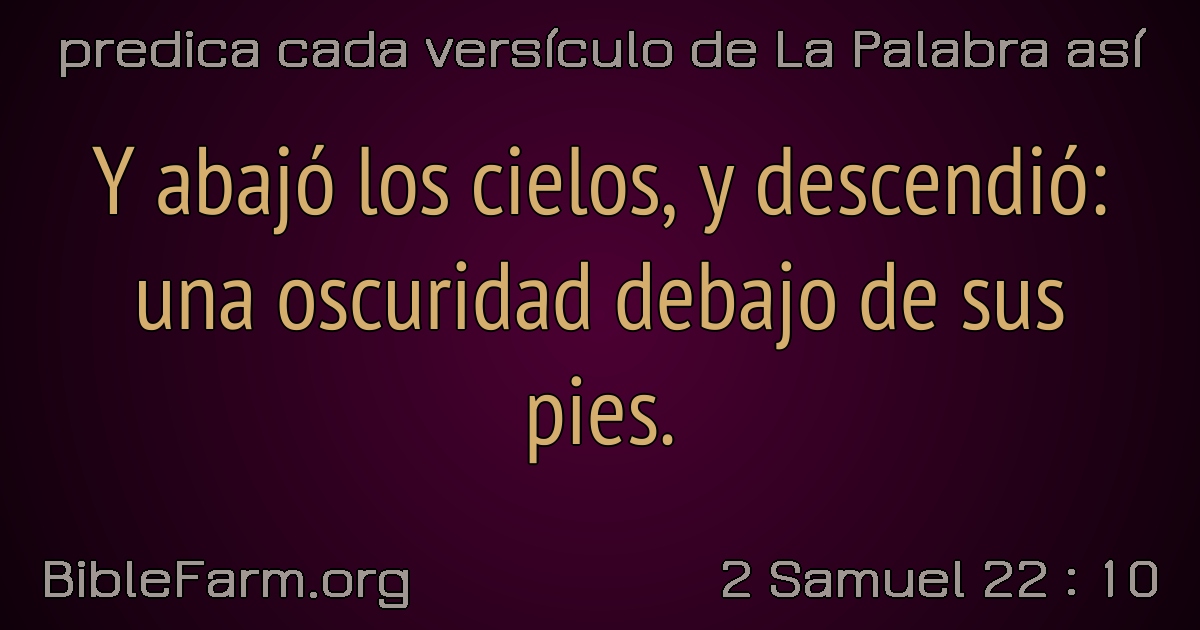 predica cada versículo de La Palabra así
Y abajó los cielos, y descendió:
una oscuridad debajo de sus
pies.
BibleFarm.org
2 Samuel 22 : 10